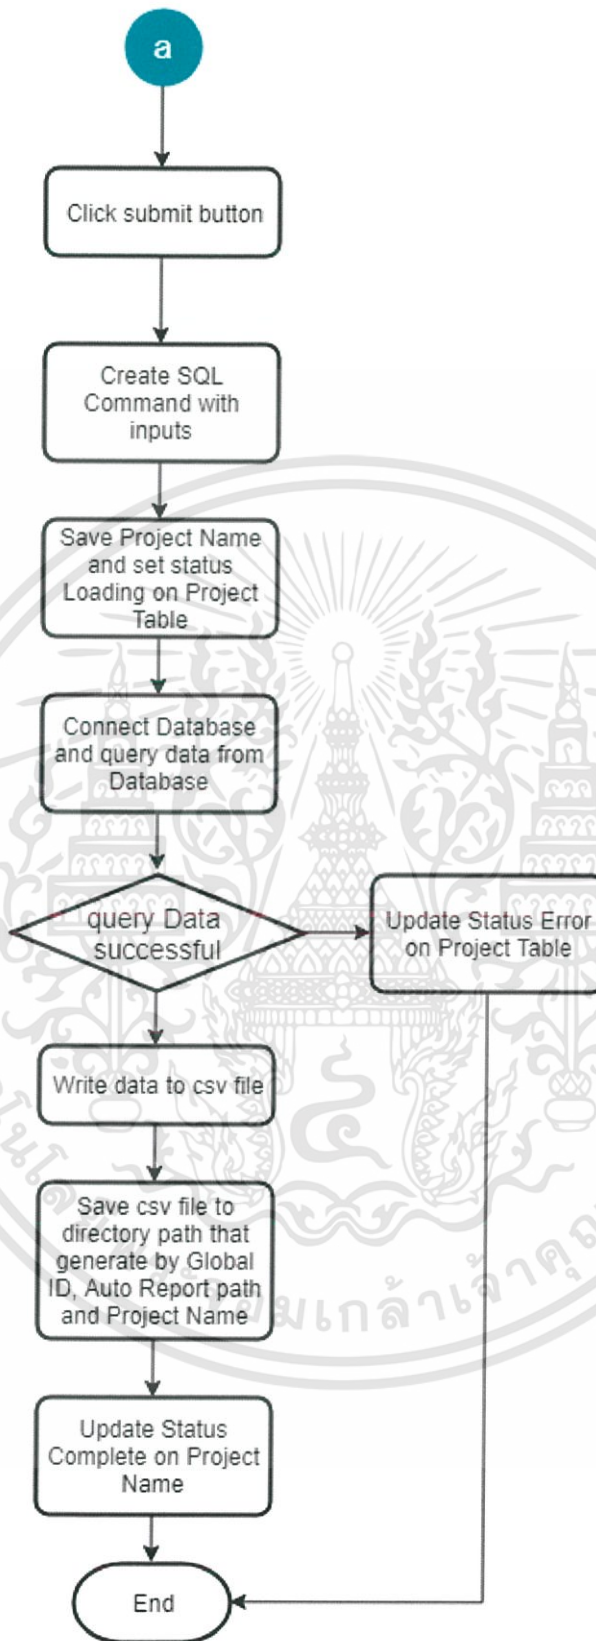 a
Click submit button
Create SQL
Command with
inputs
Save Project Name
and set status
Loading on Project
Table
Connect Database
and query data from
Database
query Data
successful
Update Status Error
on Project Table
Write data to csv file
Save csv file to
directory path that
generate by Global
ID, Auto Report path
and Project Name
Update Status
Complete on Project
Name
End